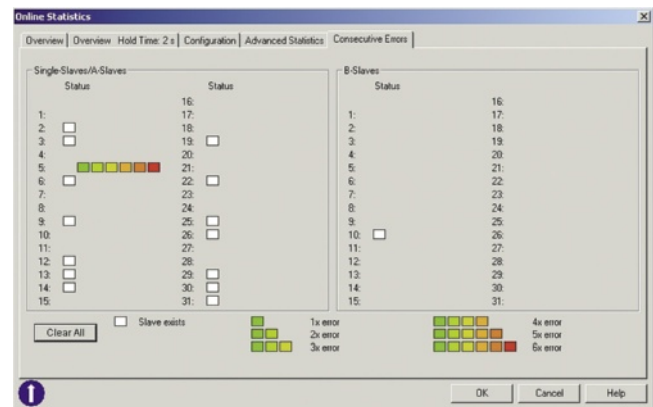 Online Statistics
Overview Overview Hold Time: 2 s Configuration Advanced Statistics Consecutive Errors
Single-Slaves/A-Slaves B-Slaves
Status Status Status
16: 16:
1: 17: 1: 17:
2: 18: 2: 18:
3: 19: 3: 19:
4: 20: 4: 20:
5: 21: 5: 21:
6: 22: 6: 22:
7: 23: 7: 23:
8: 24: 8: 24:
9: 25: 9: 25:
10: 26: 10: 26:
11: 27: 11: 27:
12: 28: 12: 28:
13: 29: 13: 29:
14: 30: 14: 30:
15: 31: 15: 31:
Clear All Slave exists 1x error 4x error
2x error 5x error
3x error 6x error
OK Cancel Help